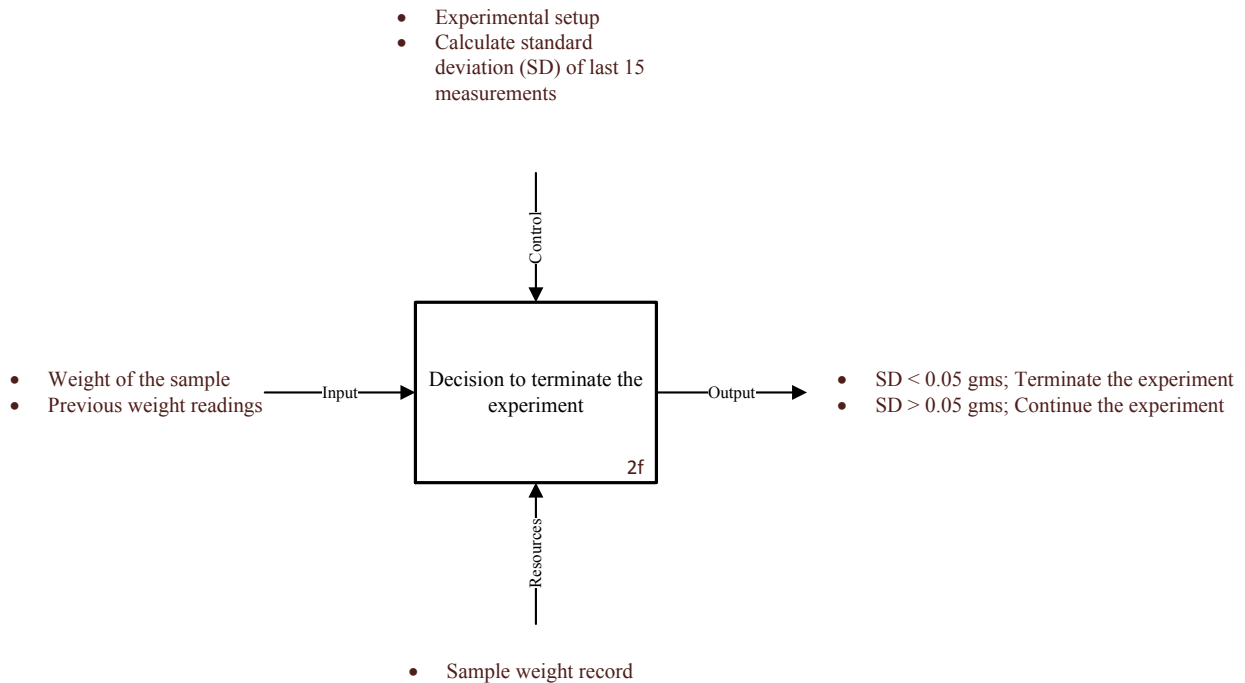 • Experimental setup
• Calculate standard
deviation (SD) of last 15
measurements
Control
• Weight of the sample
• Previous weight readings
Input
Decision to terminate the
experiment
2f
Output
• SD < 0.05 gms; Terminate the experiment
• SD > 0.05 gms; Continue the experiment
Resources
• Sample weight record